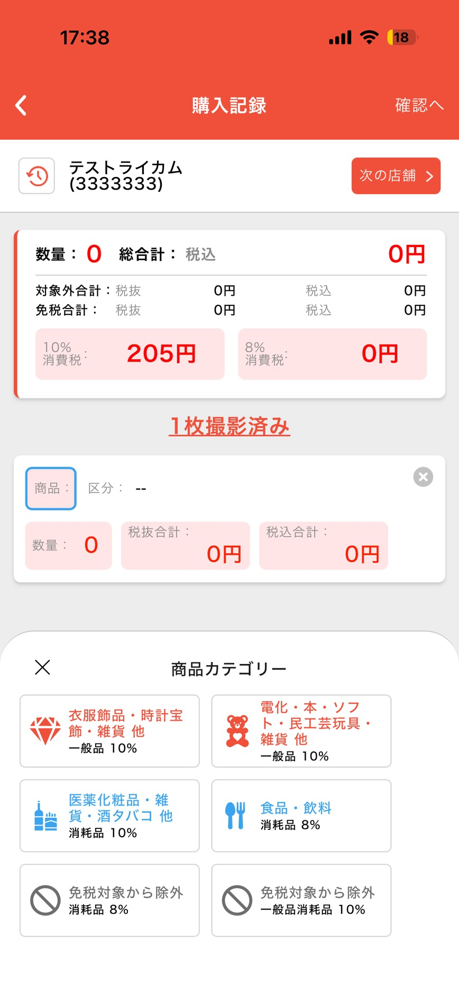 17:38
18
購入記録
確認へ
テストライカム
(3333333)
次の店舗
数量： 0 総合計： 税込 0円
対象外合計：税抜 0円 税込 0円
免税合計： 税抜 0円 税込 0円
10%
消費税： 205円
8%
消費税： 0円
1枚撮影済み
商品： 区分： --
数量： 0
税抜合計：
0円
税込合計：
0円
商品カテゴリー
衣服飾品・時計宝
飾・雑貨 他
一般品 10%
電化・本・ソフ
ト・民工芸玩具・
雑貨 他
一般品 10%
医薬化粧品・雑
貨・酒タバコ 他
消耗品 10%
食品・飲料
消耗品 8%
免税対象から除外
消耗品 8%
免税対象から除外
一般品消耗品 10%